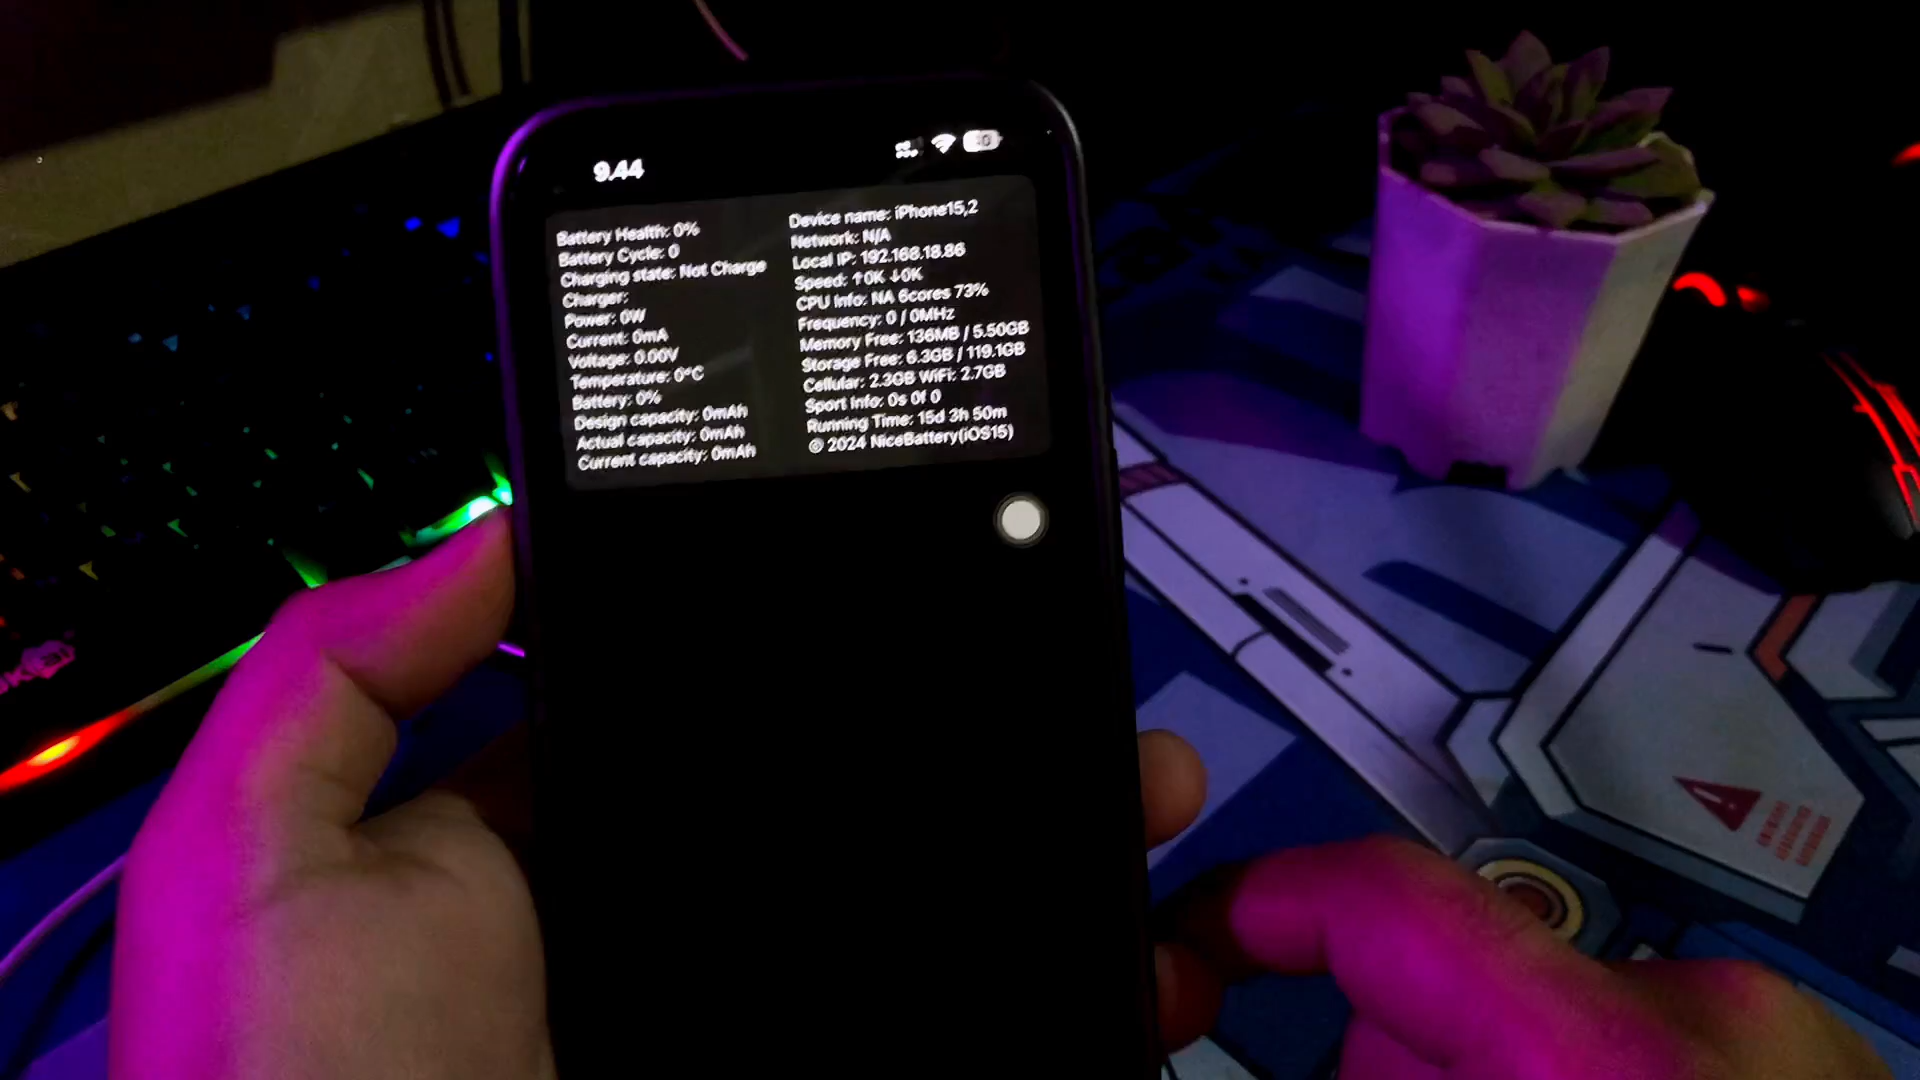 9.44
Battery Health: 0%
Battery Cycle: 0
Charging state: Not Charge
Charger:
Power: 0W
Current: 0mA
Voltage: 0.00V
Temperature: 0°C
Battery: 0%
Design capacity: 0mAh
Actual capacity: 0mAh
Current capacity: 0mAh
Device name: iPhone15,2
Network: N/A
Local IP: 192.168.18.86
Speed: ↑0K ↓0K
CPU Info: NA 6cores 73%
Frequency: 0 / 0MHz
Memory Free: 136MB / 5.50GB
Storage Free: 6.3GB / 119.1GB
Cellular: 2.3GB WiFi: 2.7GB
Sport Info: 0s 0f 0
Running Time: 15d 3h 50m
© 2024 NiceBattery(iOS15)